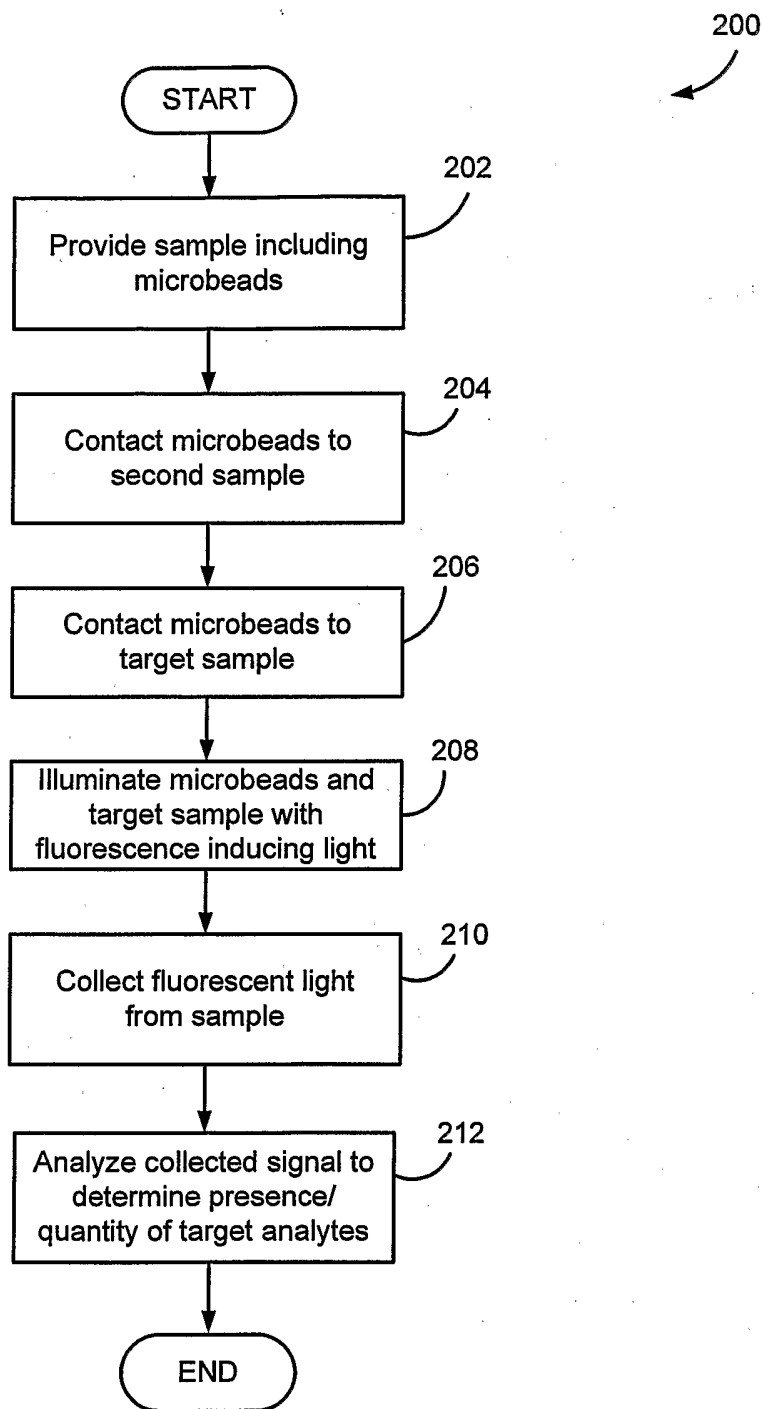 200
START
202
Provide sample including
microbeads
204
Contact microbeads to
second sample
206
Contact microbeads to
target sample
208
Illuminate microbeads and
target sample with
fluorescence inducing light
210
Collect fluorescent light
from sample
212
Analyze collected signal to
determine presence/
quantity of target analytes
END